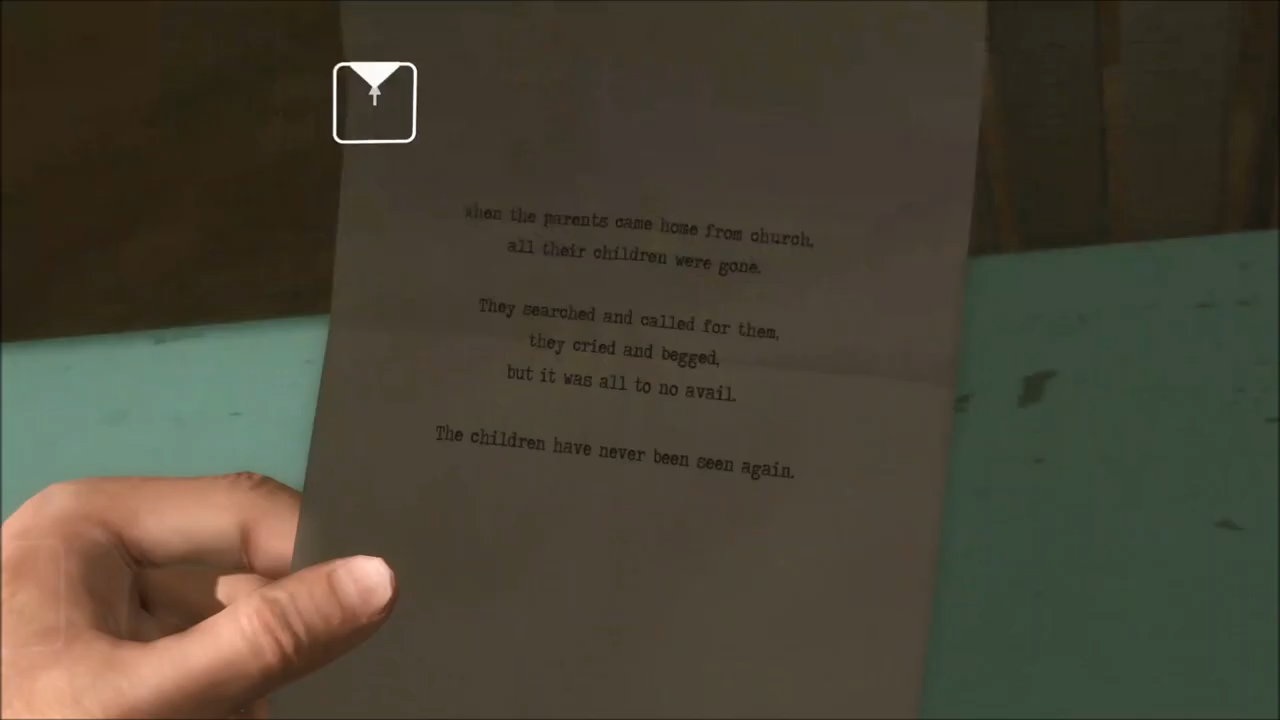 when the parents came home from church,
all their children were gone.
They searched and called for them,
they cried and begged,
but it was all to no avail.
The children have never been seen again.